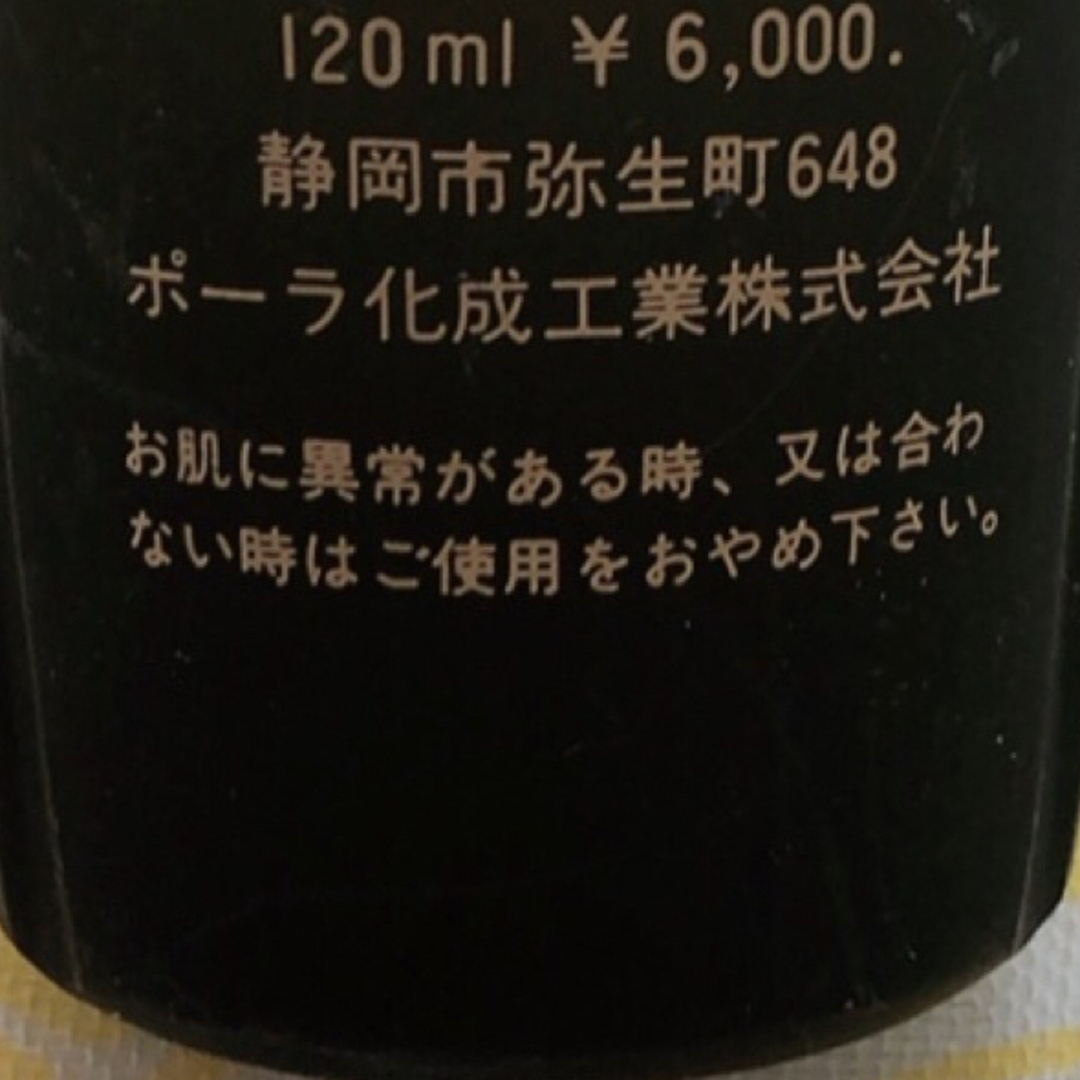 120ml ¥6,000.
静岡市弥生町648
ポーラ化成工業株式会社
お肌に異常がある時、又は合わ
ない時はご使用をおやめ下さい。